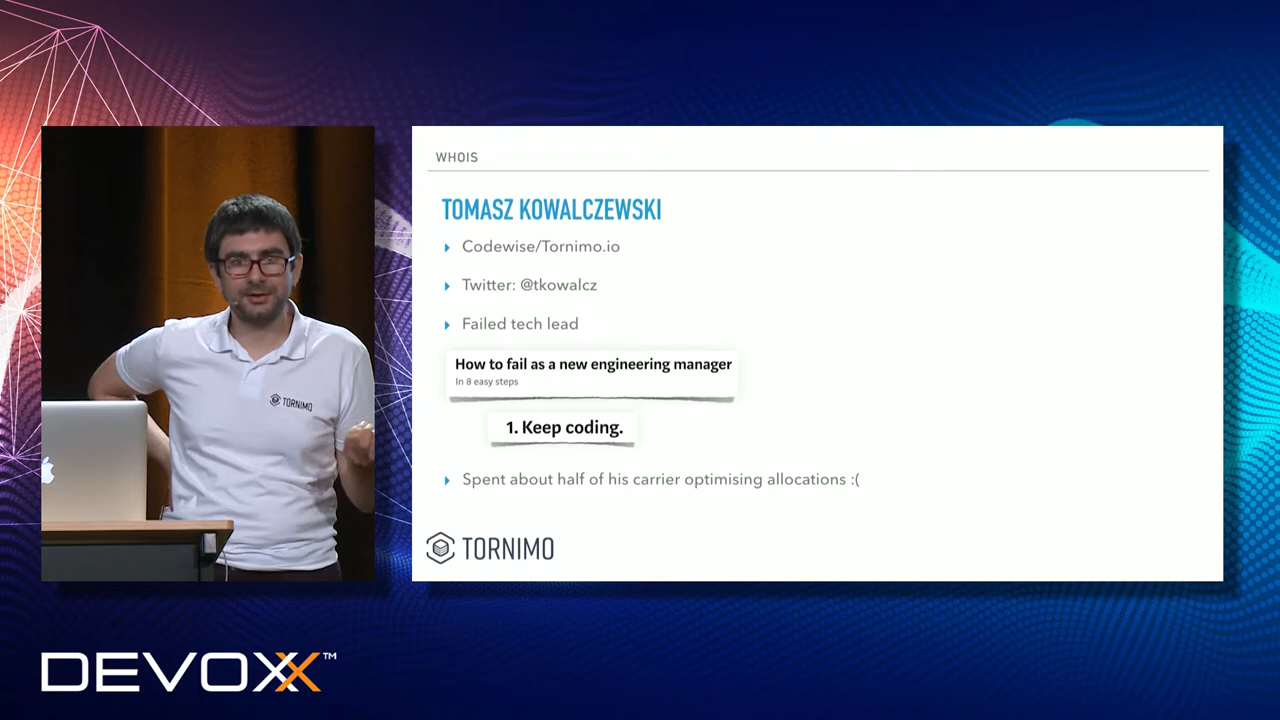 WHOIS
TOMASZ KOWALCZEWSKI
Codewise/Tornimo.io
Twitter: @tkowalcz
Failed tech lead
How to fail as a new engineering manager
In 8 easy steps
1. Keep coding.
Spent about half of his carrier optimising allocations :(
TORNIMO
TORNIMO
DEVOXX™